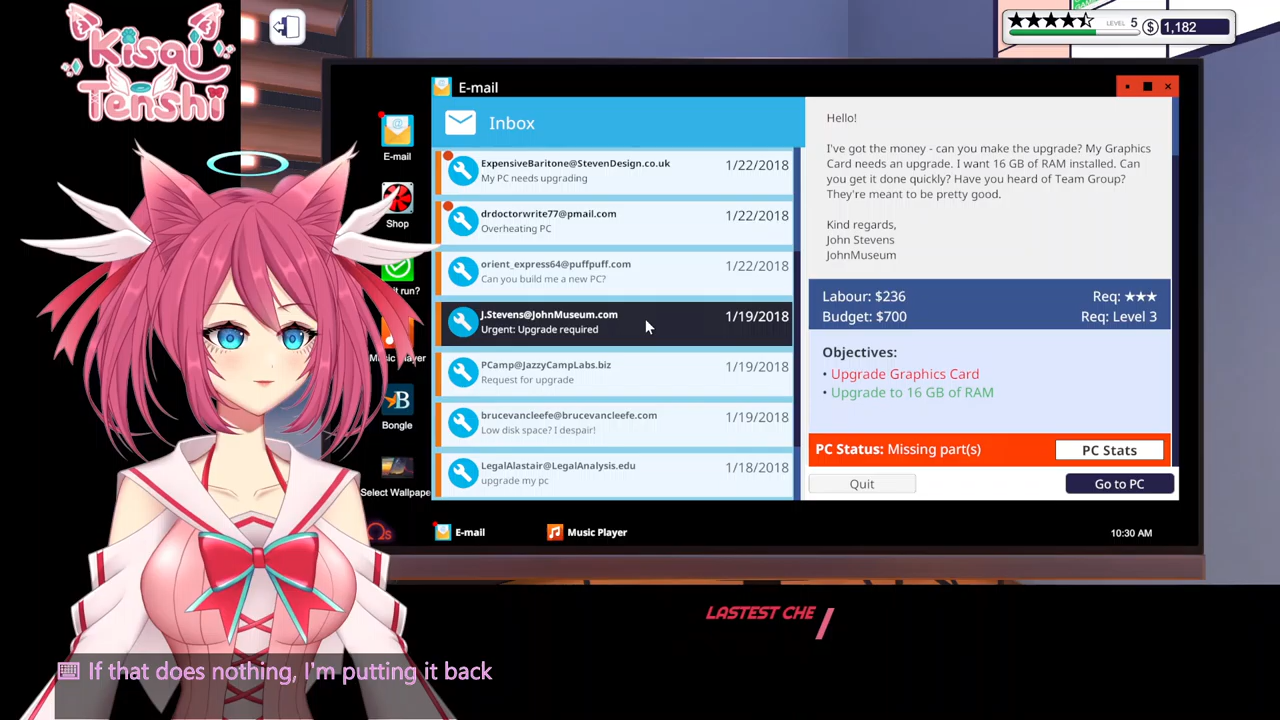 Kisai
Tenshi
LEVEL 5
$ 1,182
E-mail
E-mail
Shop
it run?
Music Player
Bongle
Select Wallpape
Inbox
ExpensiveBaritone@StevenDesign.co.uk 1/22/2018
My PC needs upgrading
drdoctorwrite77@pmail.com 1/22/2018
Overheating PC
orient_express64@puffpuff.com 1/22/2018
Can you build me a new PC?
J.Stevens@JohnMuseum.com 1/19/2018
Urgent: Upgrade required
PCamp@JazzyCampLabs.biz 1/19/2018
Request for upgrade
brucevancleefe@brucevancleefe.com 1/19/2018
Low disk space? I despair!
LegalAlastair@LegalAnalysis.edu 1/18/2018
upgrade my pc
Hello!
I've got the money - can you make the upgrade? My Graphics
Card needs an upgrade. I want 16 GB of RAM installed. Can
you get it done quickly? Have you heard of Team Group?
They're meant to be pretty good.
Kind regards,
John Stevens
JohnMuseum
Labour: $236 Req: ★★★
Budget: $700 Req: Level 3
Objectives:
• Upgrade Graphics Card
• Upgrade to 16 GB of RAM
PC Status: Missing part(s) PC Stats
Quit Go to PC
Ωs E-mail Music Player 10:30 AM
LASTEST CHE
If that does nothing, I'm putting it back